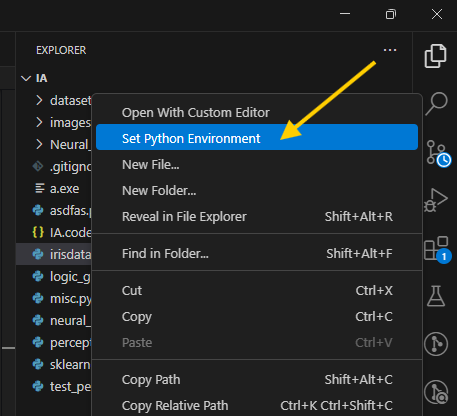 EXPLORER
IA
dataset
images
Neural_
.gitigno
a.exe
asdfas.p
IA.code
irisdata
logic_g
misc.py
neural_
percept
sklearn
test_pe
Open With Custom Editor
Set Python Environment
New File...
New Folder...
Reveal in File Explorer Shift+Alt+R
Find in Folder... Shift+Alt+F
Cut Ctrl+X
Copy Ctrl+C
Paste Ctrl+V
Copy Path Shift+Alt+C
Copy Relative Path Ctrl+K Ctrl+Shift+C
1